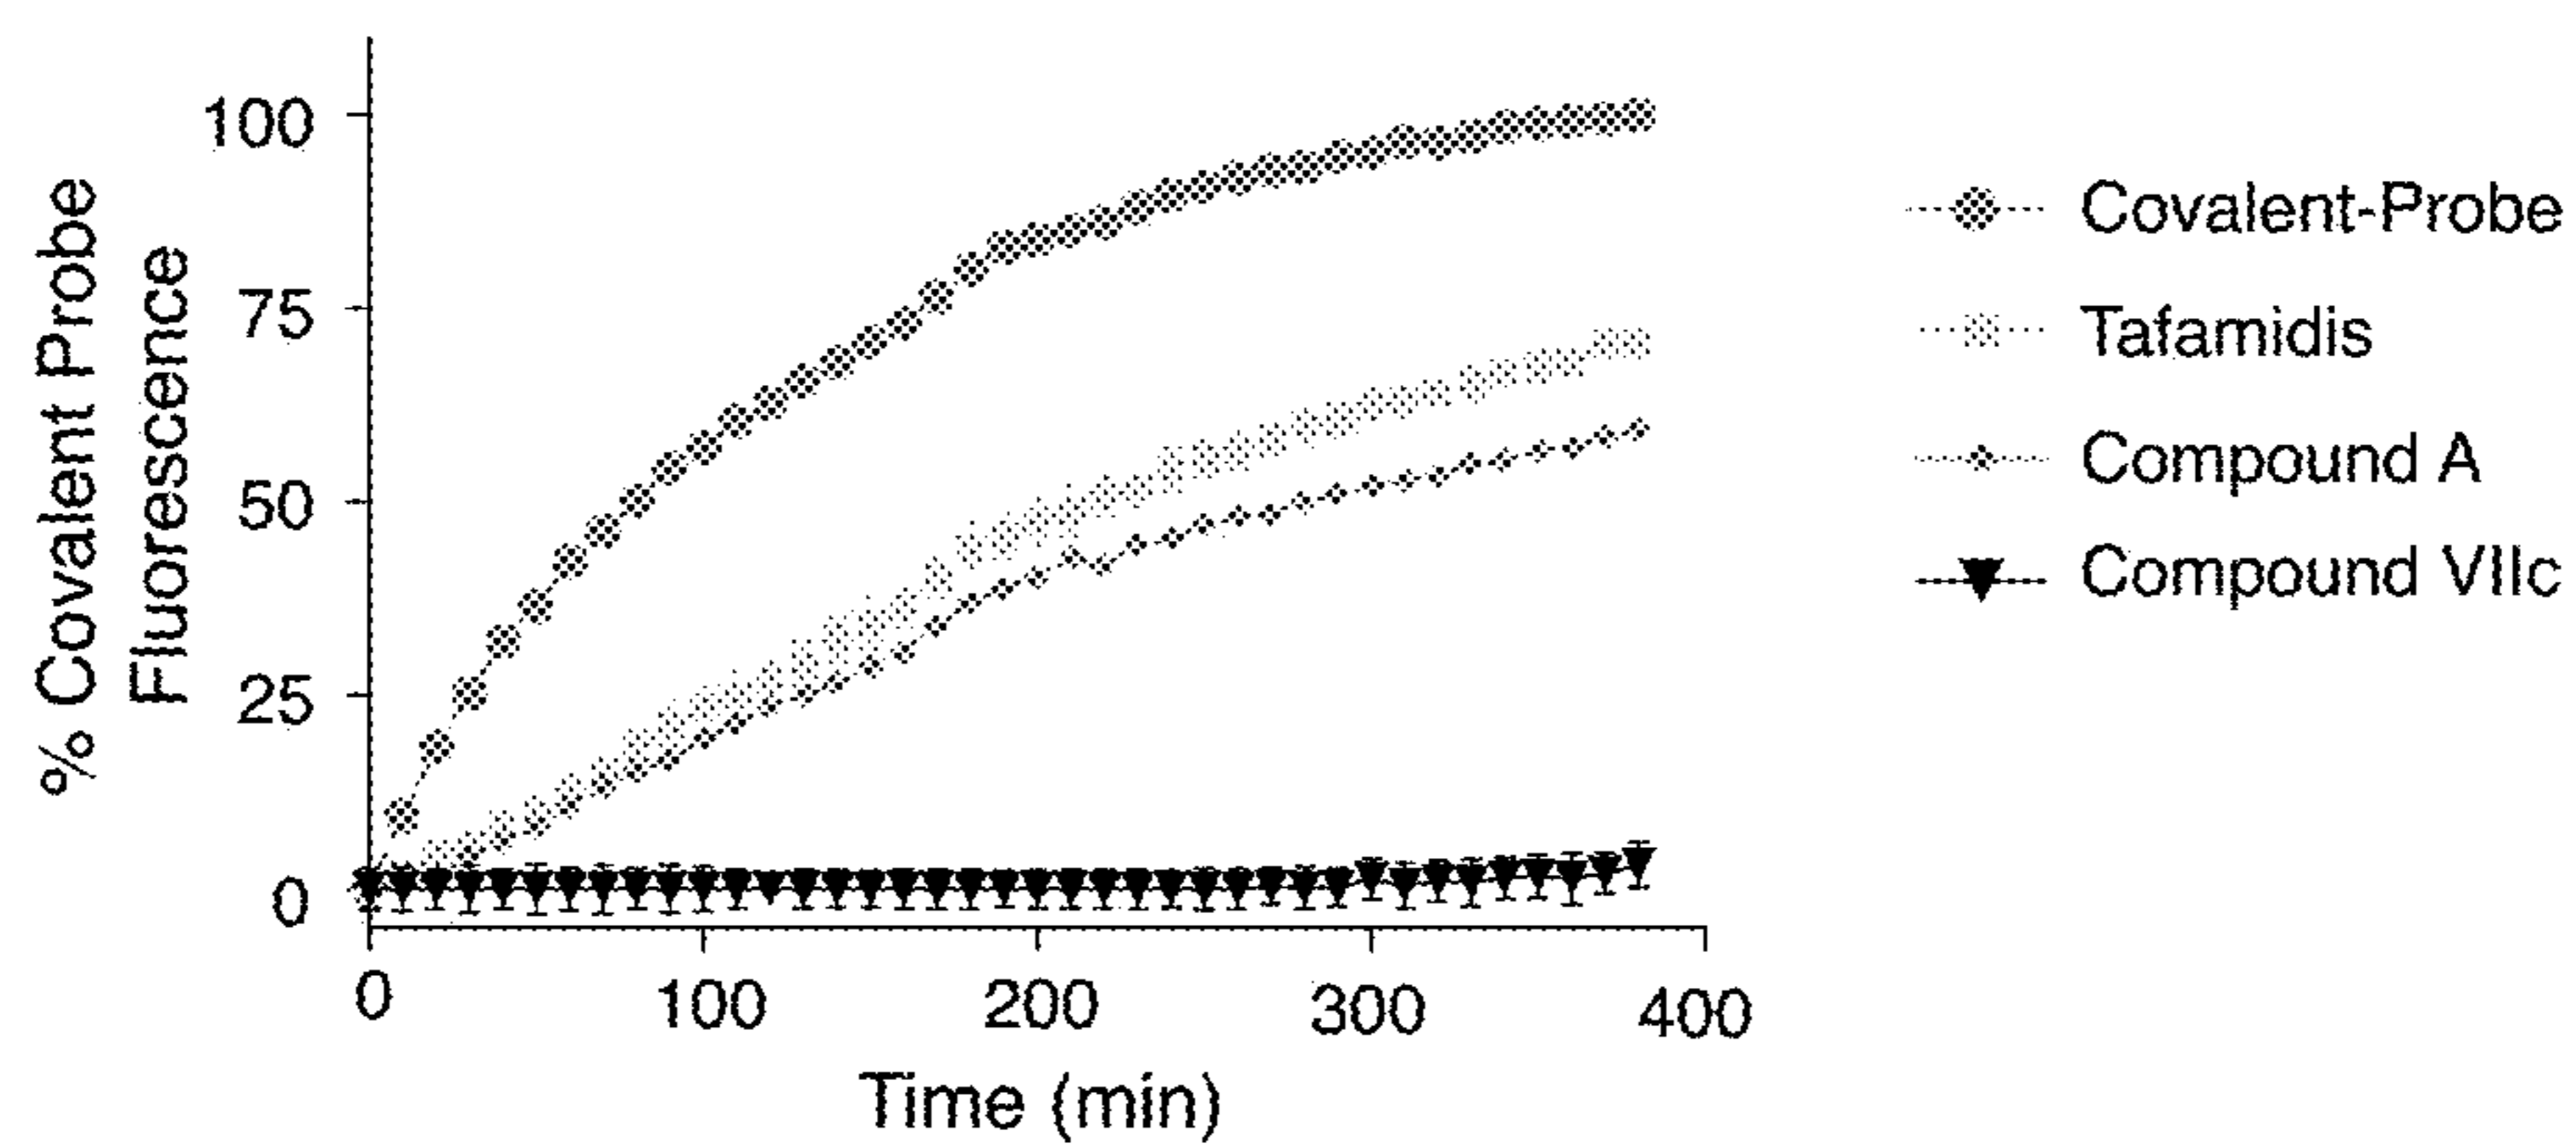 % Covalent Probe
Fluorescence
100
75
50
25
0
0
100
200
300
400
Time (min)
Covalent-Probe
Tafamidis
Compound A
Compound VIIc